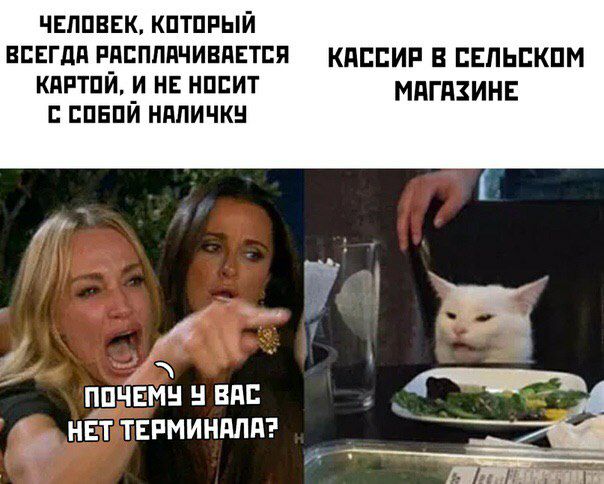 ЧЕЛОВЕК, КОТОРЫЙ
ВСЕГДА РАСПЛАЧИВАЕТСЯ
КАРТОЙ, И НЕ НОСИТ
С СОБОЙ НАЛИЧКУ
КАССИР В СЕЛЬСКОМ
МАГАЗИНЕ
ПОЧЕМУ У ВАС
НЕТ ТЕРМИНАЛА?